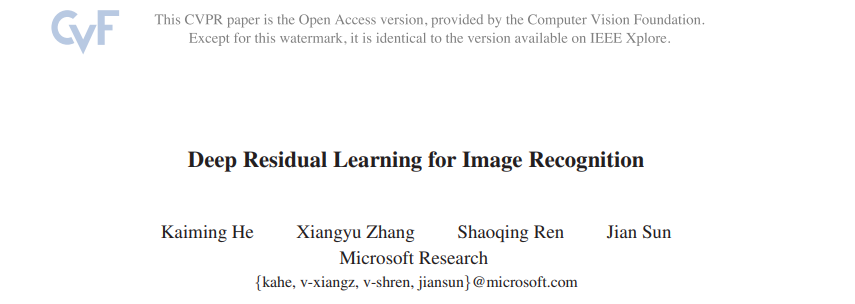 CVF
This CVPR paper is the Open Access version, provided by the Computer Vision Foundation.
Except for this watermark, it is identical to the version available on IEEE Xplore.
Deep Residual Learning for Image Recognition
Kaiming He Xiangyu Zhang Shaoqing Ren Jian Sun
Microsoft Research
{kahe, v-xiangz, v-shren, jiansun}@microsoft.com